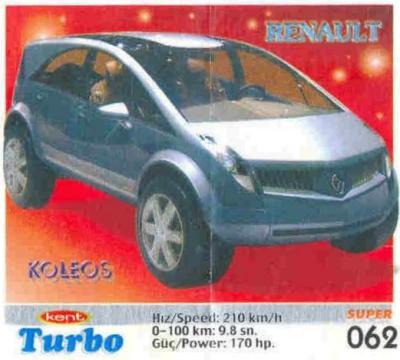 RENAULT
KOLEOS
kent
Turbo
Hız/Speed: 210 km/h
0-100 km: 9.8 sn.
Güç/Power: 170 hp.
SUPER
062